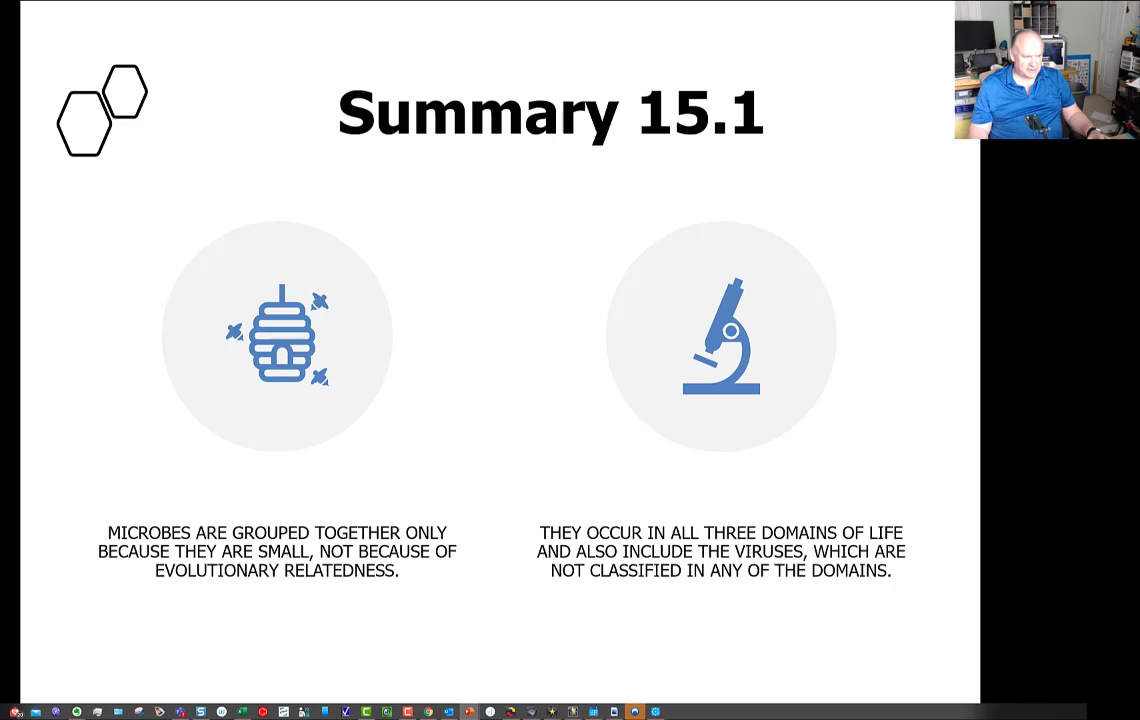 Summary 15.1
MICROBES ARE GROUPED TOGETHER ONLY
BECAUSE THEY ARE SMALL, NOT BECAUSE OF
EVOLUTIONARY RELATEDNESS.
THEY OCCUR IN ALL THREE DOMAINS OF LIFE
AND ALSO INCLUDE THE VIRUSES, WHICH ARE
NOT CLASSIFIED IN ANY OF THE DOMAINS.